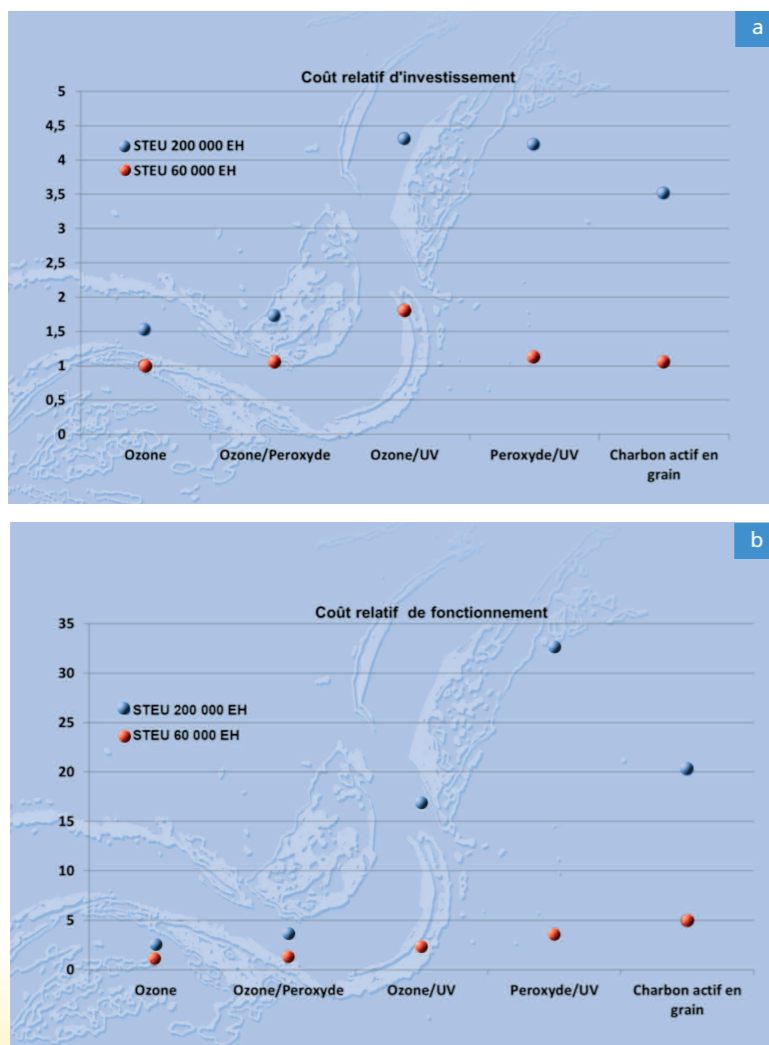 a
Coût relatif d'investissement
5
4,5
4
3,5
3
2,5
2
1,5
1
0,5
0
STEU 200 000 EH
STEU 60 000 EH
Ozone
Ozone/Peroxyde
Ozone/UV
Peroxyde/UV
Charbon actif en
grain
b
Coût relatif de fonctionnement
35
30
25
20
15
10
5
0
STEU 200 000 EH
STEU 60 000 EH
Ozone
Ozone/Peroxyde
Ozone/UV
Peroxyde/UV
Charbon actif en
grain